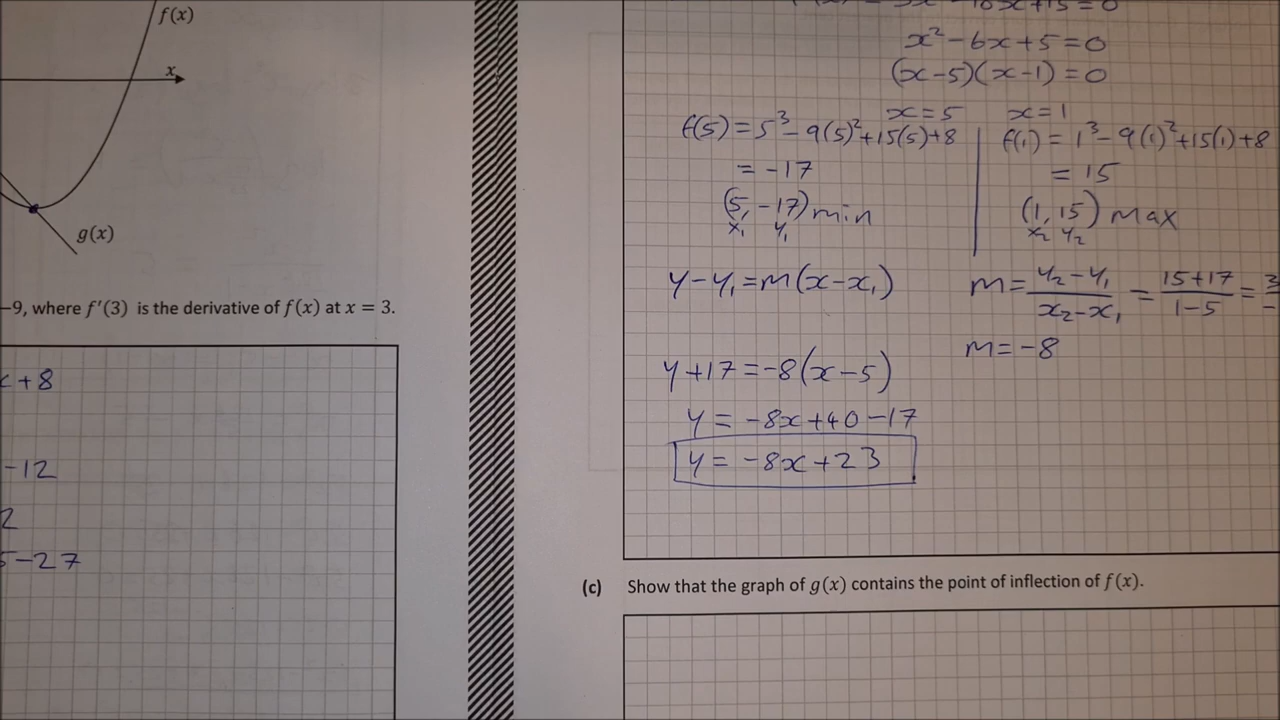 f(x)
x
g(x)
–9, where f′(3) is the derivative of f(x) at x = 3.
+8
-12
2
-27
x² - 6x + 5 = 0
(x-5)(x-1) = 0
x = 5 x = 1
f(5) = 5³ - 9(5)² + 15(5) + 8
= -17
(5, -17) min
x₁ y₁
f(1) = 1³ - 9(1)² + 15(1) + 8
= 15
(1, 15) max
x₂ y₂
y - y₁ = m(x - x₁)
m = y₂ - y₁ / x₂ - x₁ = 15 + 17 / 1 - 5 =
m = -8
y + 17 = -8(x - 5)
y = -8x + 40 - 17
y = -8x + 23
(c) Show that the graph of g(x) contains the point of inflection of f(x).